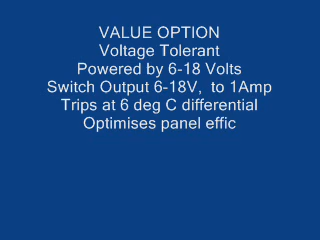 VALUE OPTION
Voltage Tolerant
Powered by 6-18 Volts
Switch Output 6-18V,  to 1Amp
Trips at 6 deg C differential
Optimises panel effic